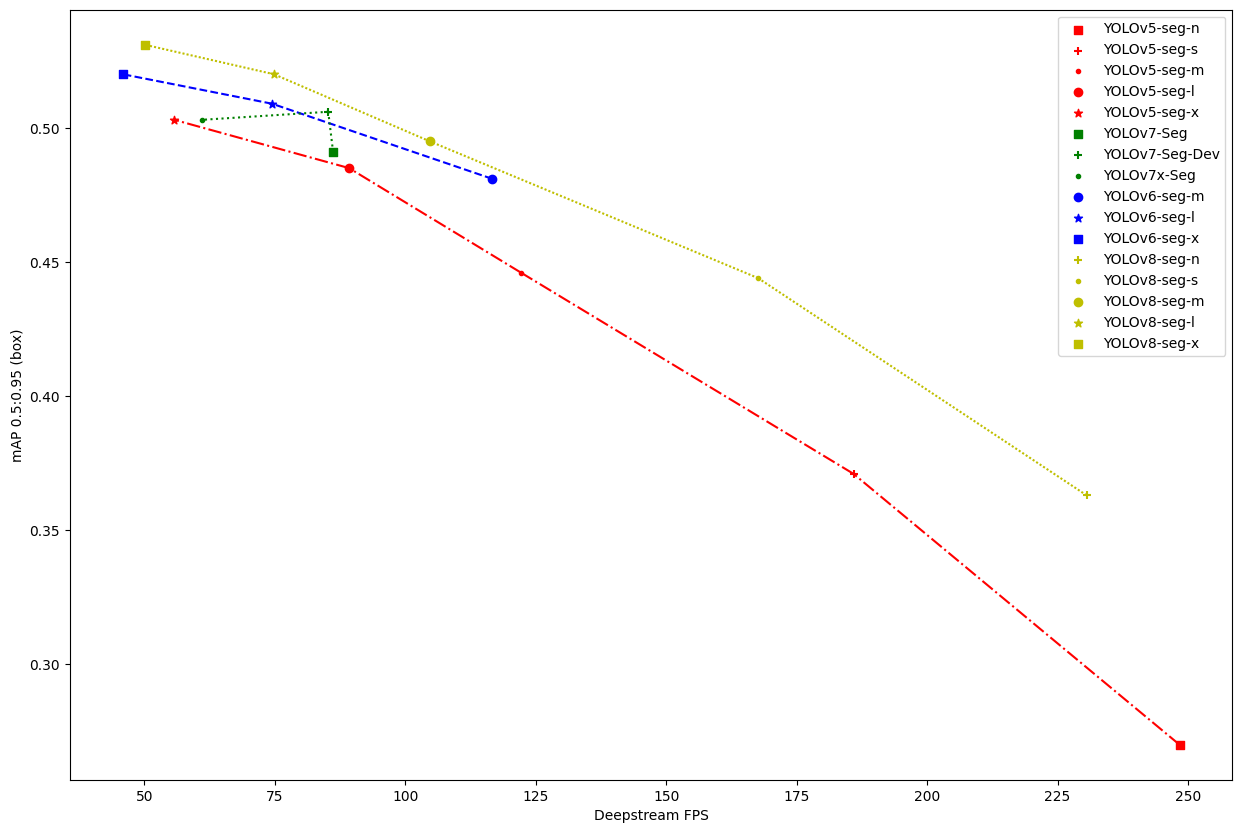 YOLOv5-seg-n
YOLOv5-seg-s
YOLOv5-seg-m
YOLOv5-seg-l
YOLOv5-seg-x
YOLOv7-Seg
YOLOv7-Seg-Dev
YOLOv7x-Seg
YOLOv6-seg-m
YOLOv6-seg-l
YOLOv6-seg-x
YOLOv8-seg-n
YOLOv8-seg-s
YOLOv8-seg-m
YOLOv8-seg-l
YOLOv8-seg-x
mAP 0.5:0.95 (box)
0.50
0.45
0.40
0.35
0.30
50 75 100 125 150 175 200 225 250
Deepstream FPS